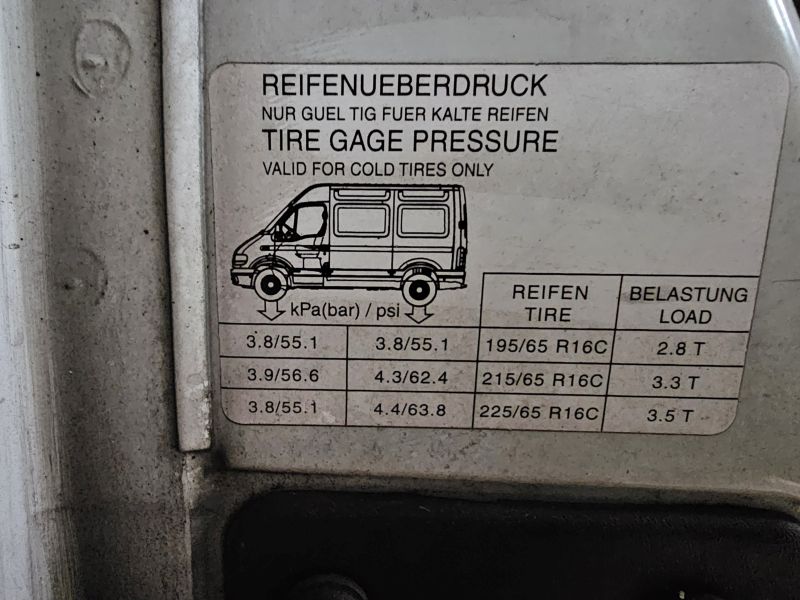 REIFENUEBERDRUCK
NUR GUEL TIG FUER KALTE REIFEN
TIRE GAGE PRESSURE
VALID FOR COLD TIRES ONLY
kPa(bar) / psi
REIFEN TIRE BELASTUNG LOAD
3.8/55.1 3.8/55.1 195/65 R16C 2.8 T
3.9/56.6 4.3/62.4 215/65 R16C 3.3 T
3.8/55.1 4.4/63.8 225/65 R16C 3.5 T